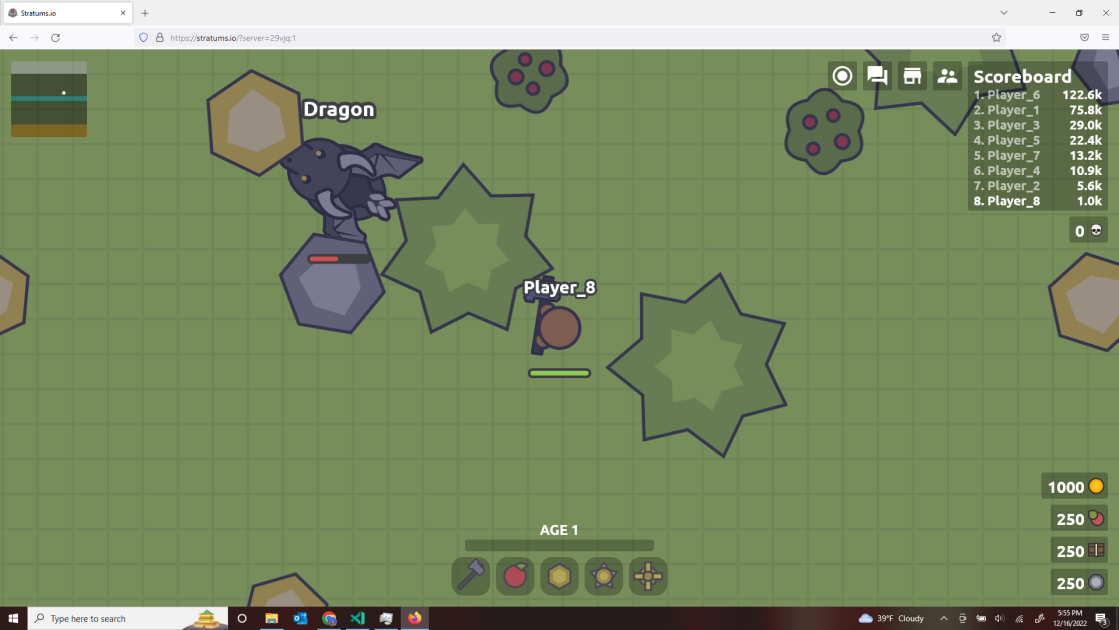 Stratums.io
https://stratums.io/?server=29vjq:1
Dragon
Scoreboard
1. Player_6 122.6k
2. Player_1 75.8k
3. Player_3 29.0k
4. Player_5 22.4k
5. Player_7 13.2k
6. Player_4 10.9k
7. Player_2 5.6k
8. Player_8 1.0k
0
Player_8
1000
250
250
250
AGE 1
Type here to search
39°F Cloudy
5:55 PM
12/16/2022
3